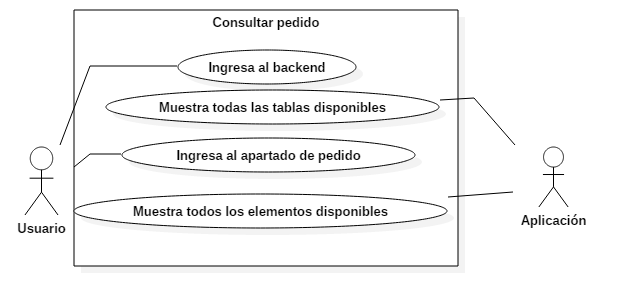 Consultar pedido
Ingresa al backend
Muestra todas las tablas disponibles
Ingresa al apartado de pedido
Muestra todos los elementos disponibles
Usuario
Aplicación